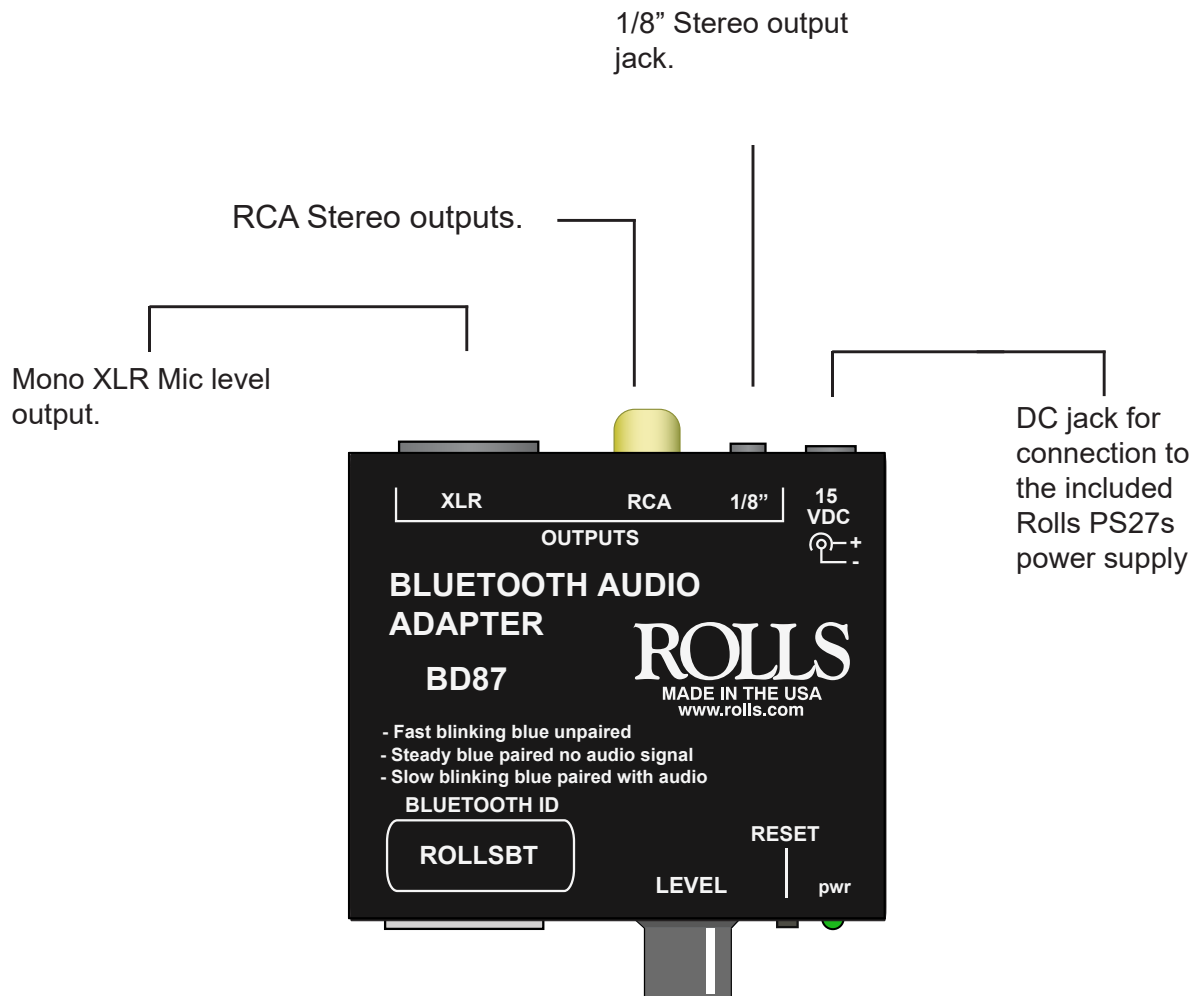 1/8” Stereo output
jack.
RCA Stereo outputs.
Mono XLR Mic level
output.
DC jack for
connection to
the included
Rolls PS27s
power supply
XLR
RCA
1/8”
15
VDC
+
-
OUTPUTS
BLUETOOTH AUDIO
ADAPTER
BD87
ROLLS
MADE IN THE USA
www.rolls.com
- Fast blinking blue unpaired
- Steady blue paired no audio signal
- Slow blinking blue paired with audio
BLUETOOTH ID
ROLLSBT
RESET
LEVEL
pwr